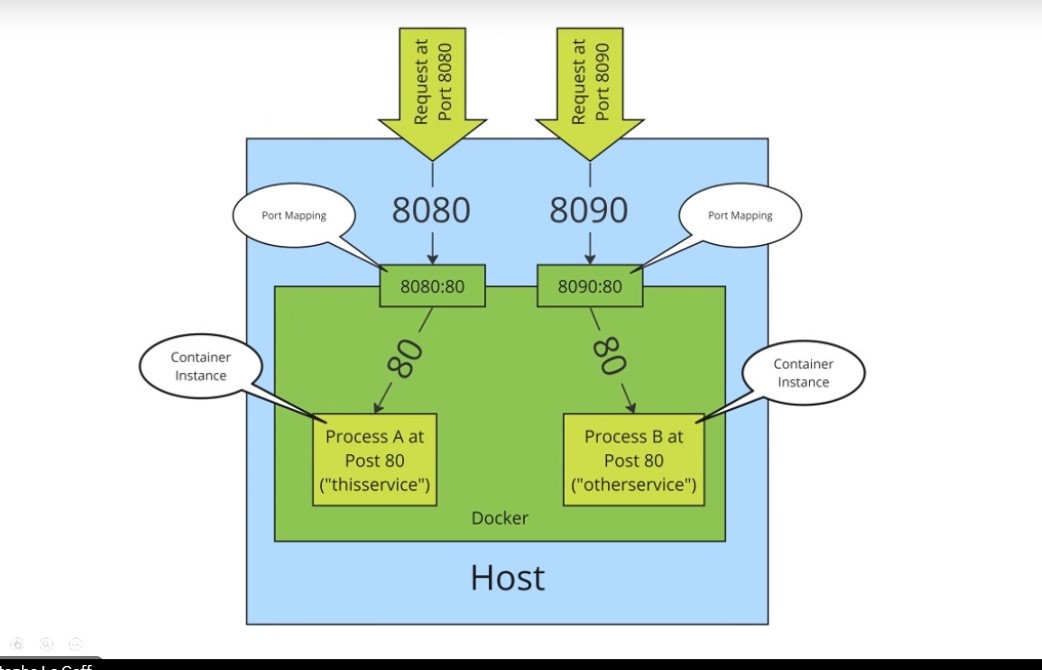 Request at
Port 8080
Request at
Port 8090
Port Mapping
8080
8090
Port Mapping
8080:80
8090:80
80
80
Container
Instance
Container
Instance
Process A at
Post 80
("thisservice")
Process B at
Post 80
("otherservice")
Docker
Host